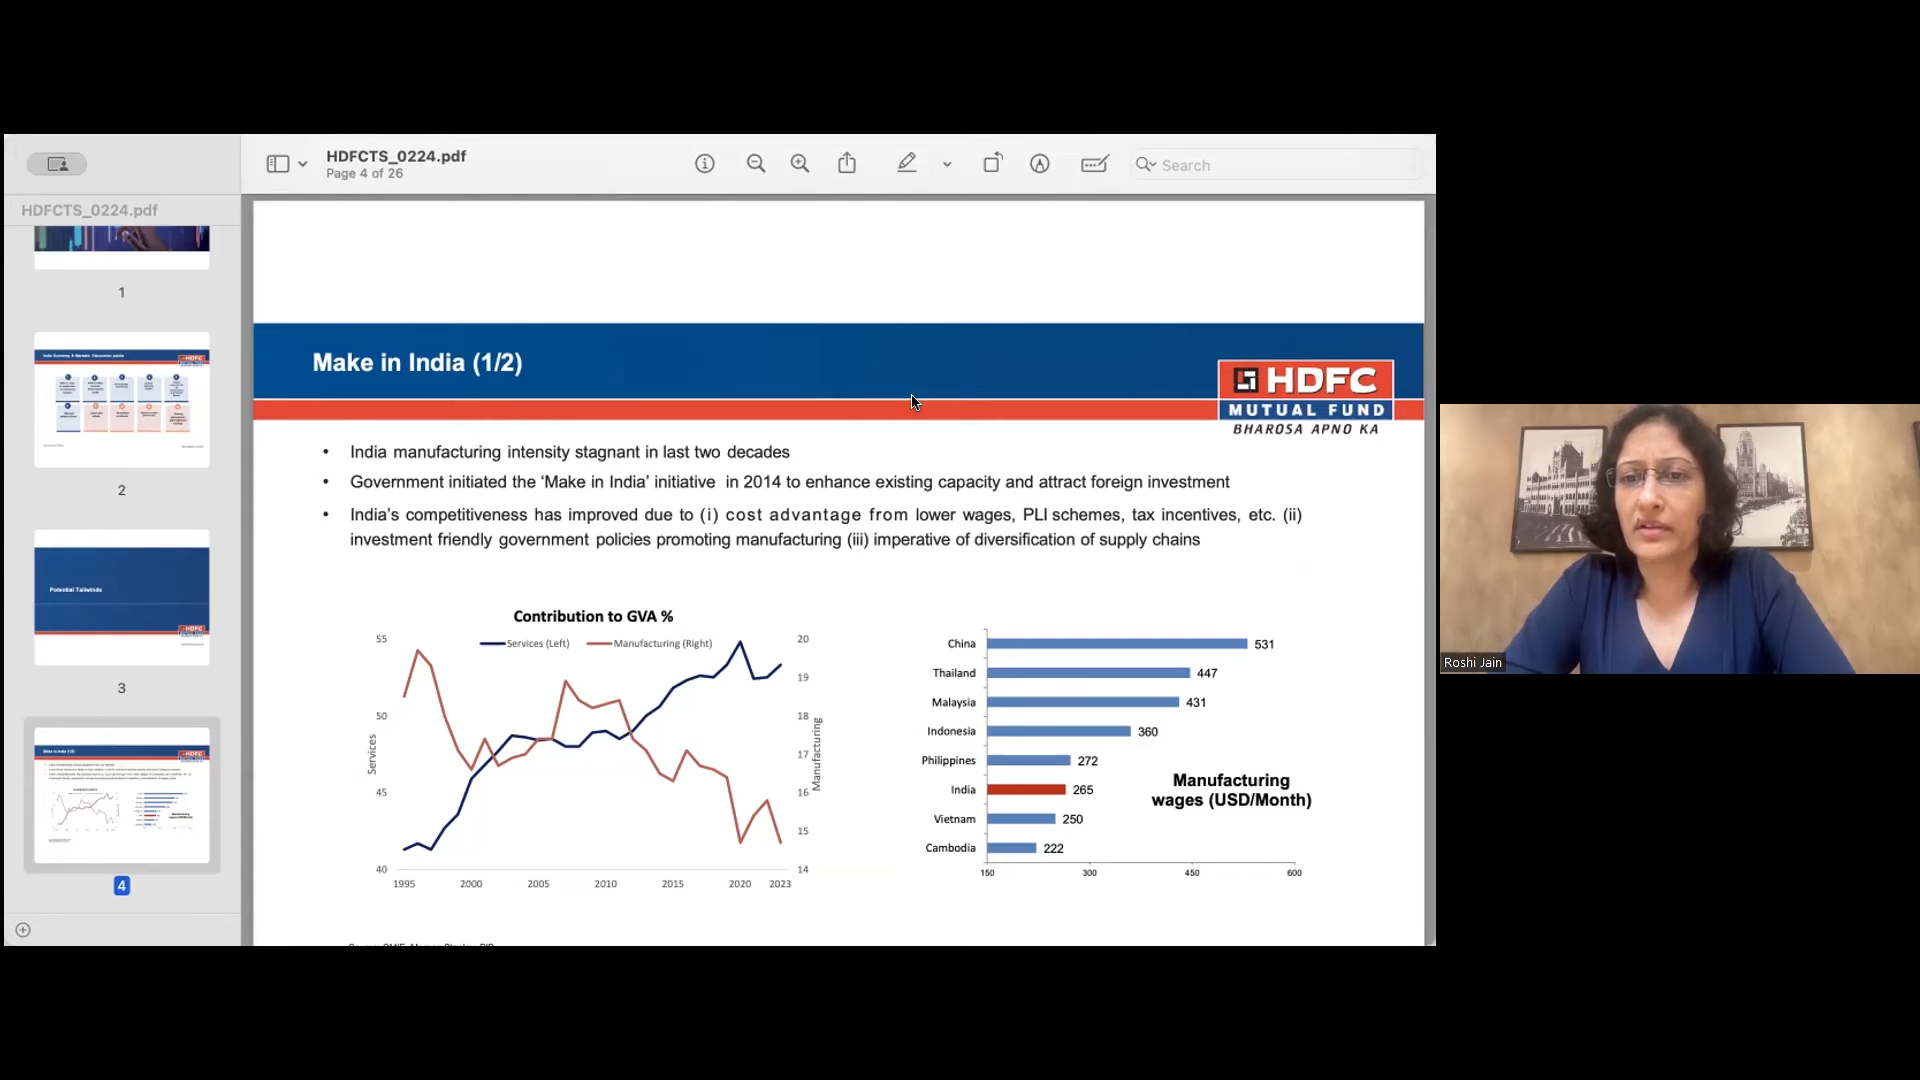 HDFCTS_0224.pdf
Page 4 of 26
Search
HDFCTS_0224.pdf
1
2
Potential Tailwinds
3
4
Make in India (1/2)
HDFC
MUTUAL FUND
BHAROSA APNO KA
• India manufacturing intensity stagnant in last two decades
• Government initiated the ‘Make in India’ initiative in 2014 to enhance existing capacity and attract foreign investment
• India’s competitiveness has improved due to (i) cost advantage from lower wages, PLI schemes, tax incentives, etc. (ii)
investment friendly government policies promoting manufacturing (iii) imperative of diversification of supply chains
Contribution to GVA %
Services (Left) Manufacturing (Right)
55
50
45
40
Services
20
19
18
17
16
15
14
Manufacturing
1995 2000 2005 2010 2015 2020 2023
China 531
Thailand 447
Malaysia 431
Indonesia 360
Philippines 272
India 265
Vietnam 250
Cambodia 222
150 300 450 600
Manufacturing
wages (USD/Month)
Roshi Jain